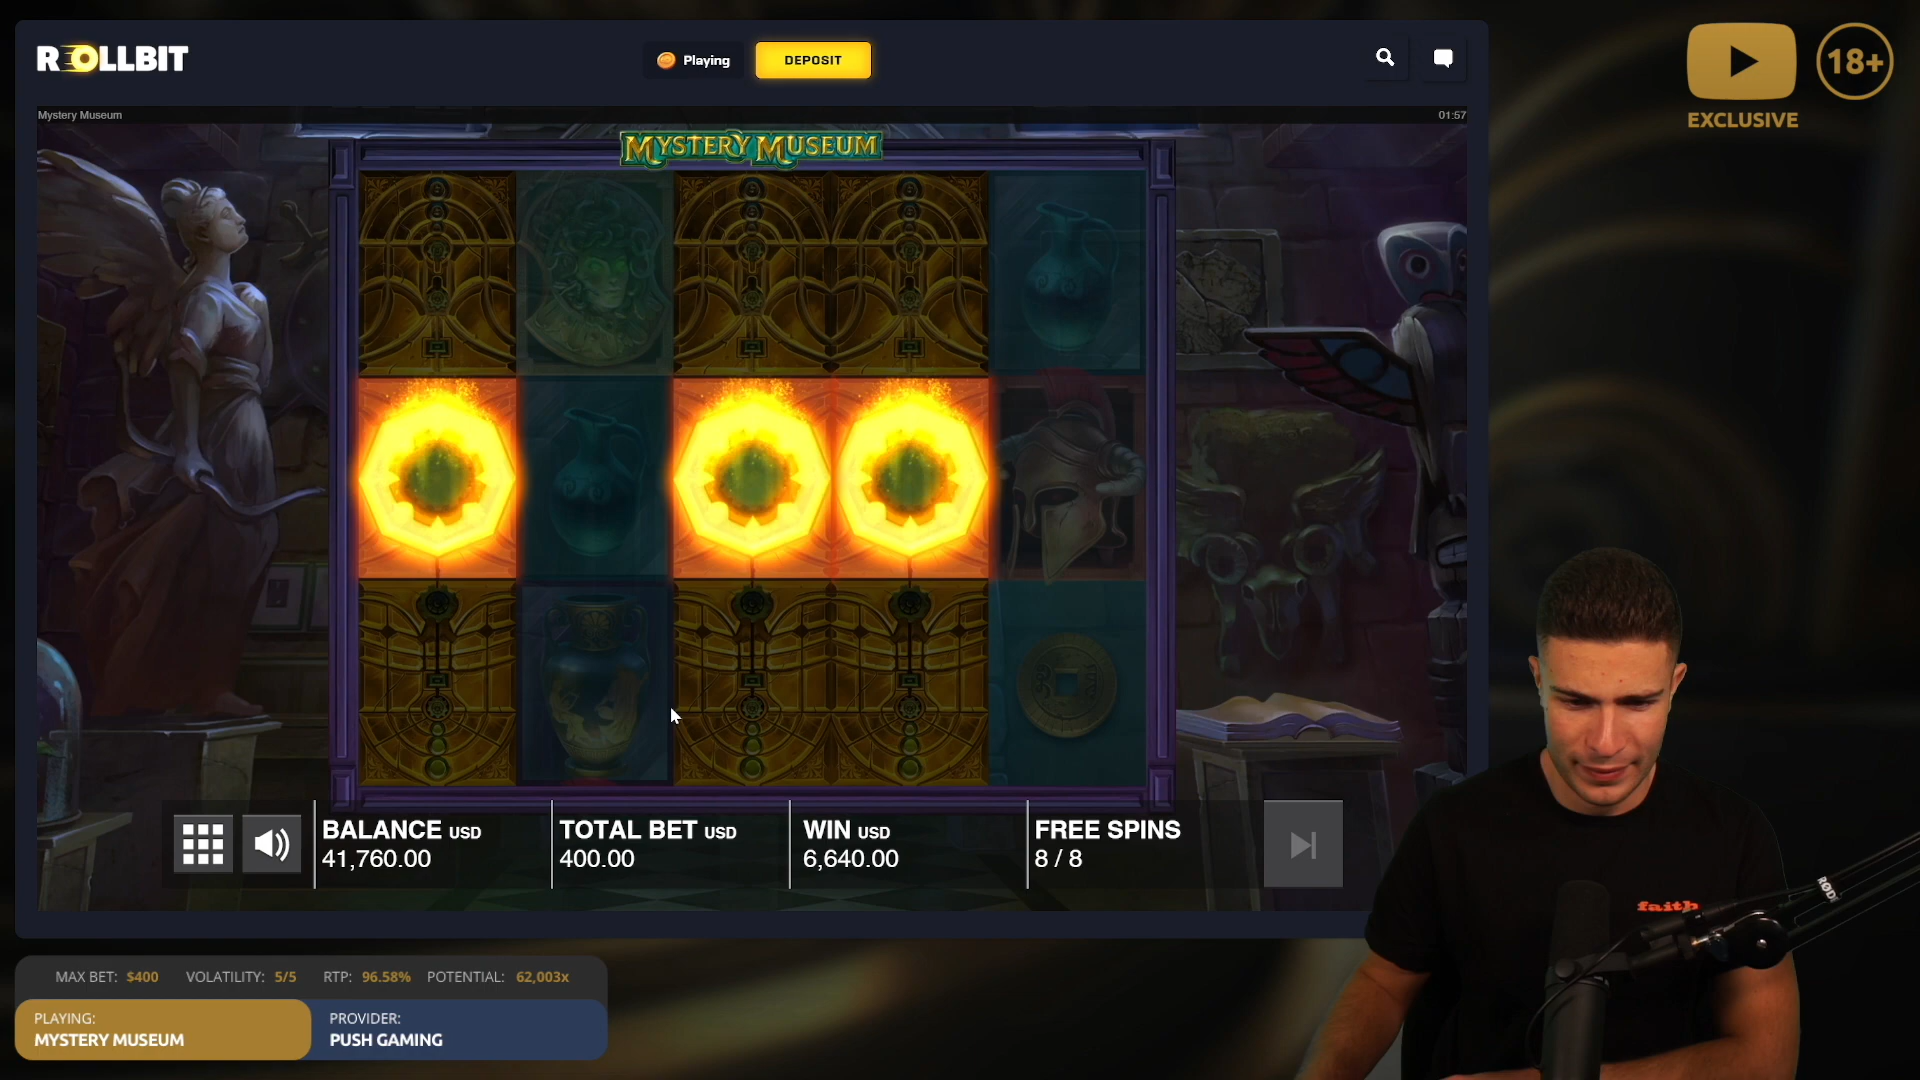 ROLLBIT
Playing
DEPOSIT
18+
EXCLUSIVE
Mystery Museum
01:57
MYSTERY MUSEUM
BALANCE USD
41,760.00
TOTAL BET USD
400.00
WIN USD
6,640.00
FREE SPINS
8 / 8
RØDE
faith
MAX BET: $400 VOLATILITY: 5/5 RTP: 96.58% POTENTIAL: 62,003x
PLAYING:
MYSTERY MUSEUM
PROVIDER:
PUSH GAMING